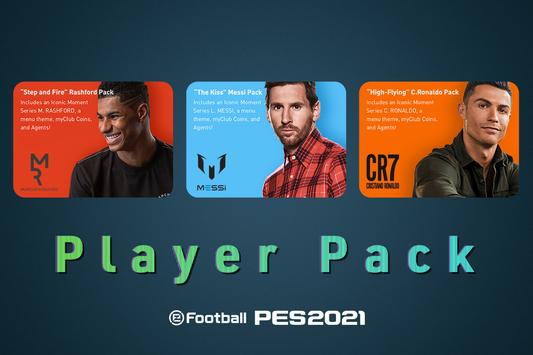 "Step and Fire" Rashford Pack
Includes an Iconic Moment
Series M. RASHFORD, a
menu theme, myClub Coins,
and Agents!
MR
"The Kiss" Messi Pack
Includes an Iconic Moment
Series L. MESSI, a menu
theme, myClub Coins, and
Agents!
MESSI
"High-Flying" C.Ronaldo Pack
Includes an Iconic Moment
Series C. RONALDO, a
menu theme, myClub Coins,
and Agents!
CR7
CRISTIANO RONALDO
Player Pack
eFootball PES2021